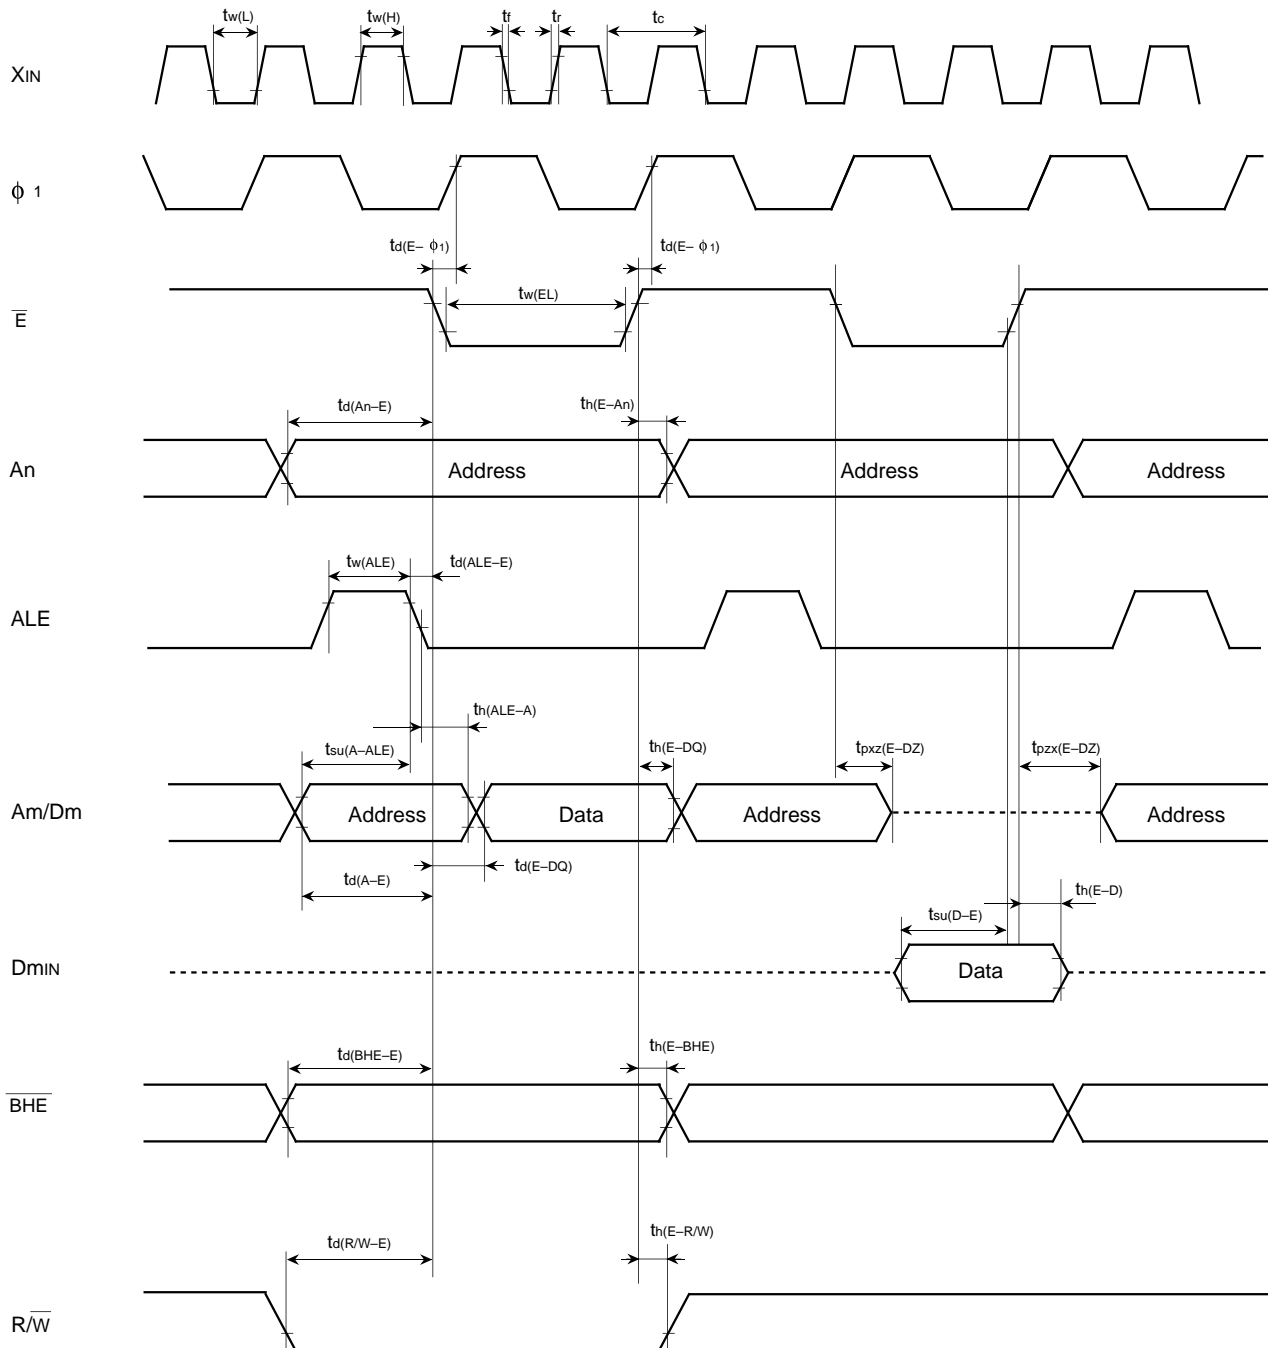 tw(L) tw(H) tf tr tc
XIN
ϕ 1
td(E– ϕ1) td(E– ϕ1)
tw(EL)
E
td(An–E) th(E–An)
An Address Address Address
tw(ALE) td(ALE–E)
ALE
th(ALE–A)
tsu(A–ALE) th(E–DQ) tpxz(E–DZ) tpzx(E–DZ)
Am/Dm Address Data Address Address
td(E–DQ)
td(A–E) th(E–D)
tsu(D–E)
DmIN Data
td(BHE–E) th(E–BHE)
BHE
td(R/W–E) th(E–R/W)
R/W